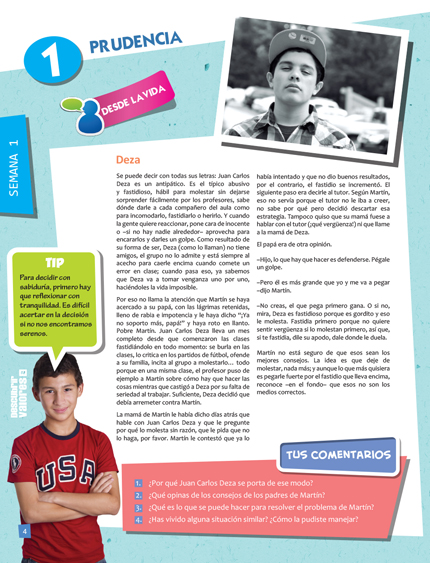 1
PRUDENCIA
DESDE LA VIDA
SEMANA 1
Deza
Se puede decir con todas sus letras: Juan Carlos
Deza es un antipático. Es el típico abusivo
y fastidioso, hábil para molestar sin dejarse
sorprender fácilmente por los profesores, sabe
dónde darle a cada compañero del aula como
para incomodarlo, fastidiarlo o herirlo. Y cuando
la gente quiere reaccionar, pone cara de inocente
o –si no hay nadie alrededor– aprovecha para
encararlos y darles un golpe. Como resultado de
su forma de ser, Deza (como lo llaman) no tiene
amigos, el grupo no lo admite y está siempre al
acecho para caerle encima cuando comete un
error en clase; cuando pasa eso, ya sabemos
que Deza va a tomar venganza uno por uno,
haciéndoles la vida imposible.
Por eso no llama la atención que Martín se haya
acercado a su papá, con las lágrimas retenidas,
lleno de rabia e impotencia y le haya dicho “¡Ya
no soporto más, papá!” y haya roto en llanto.
Pobre Martín. Juan Carlos Deza lleva un mes
completo desde que comenzaron las clases
fastidiándolo en todo momento: se burla en las
clases, lo critica en los partidos de fútbol, ofende
a su familia, incita al grupo a molestarlo… todo
porque en una misma clase, el profesor puso de
ejemplo a Martín sobre cómo hay que hacer las
cosas mientras que castigó a Deza por su falta de
seriedad al trabajar. Suficiente, Deza decidió que
debía arremeter contra Martín.
La mamá de Martín le había dicho días atrás que
hable con Juan Carlos Deza y que le pregunte
por qué lo molesta sin razón, que le pida que no
lo haga, por favor. Martín le contestó que ya lo
había intentado y que no dio buenos resultados,
por el contrario, el fastidio se incrementó. El
siguiente paso era decirle al tutor. Según Martín,
eso no servía porque el tutor no le iba a creer,
no sabe por qué pero decidió descartar esa
estrategia. Tampoco quiso que su mamá fuese a
hablar con el tutor (¡qué vergüenza!) ni que llame
a la mamá de Deza.
El papá era de otra opinión.
–Hijo, lo que hay que hacer es defenderse. Pégale
un golpe.
–Pero él es más grande que yo y me va a pegar
–dijo Martín.
–No creas, el que pega primero gana. O si no,
mira, Deza es fastidioso porque es gordito y eso
le molesta. Fastidia primero porque no quiere
sentir vergüenza si lo molestan primero, así que,
si te fastidia, dile su apodo, dale donde le duela.
Martín no está seguro de que esos sean los
mejores consejos. La idea es que deje de
molestar, nada más; y aunque lo que más quisiera
es pegarle fuerte por el fastidio que lleva encima,
reconoce –en el fondo– que esos no son los
medios correctos.
TIP
Para decidir con
sabiduría, primero hay
que reflexionar con
tranquilidad. Es difícil
acertar en la decisión
si no nos encontramos
serenos.
Descubrir
valores 4
USA
TUS COMENTARIOS
1. ¿Por qué Juan Carlos Deza se porta de ese modo?
2. ¿Qué opinas de los consejos de los padres de Martín?
3. ¿Qué es lo que se puede hacer para resolver el problema de Martín?
4. ¿Has vivido alguna situación similar? ¿Cómo la pudiste manejar?
4